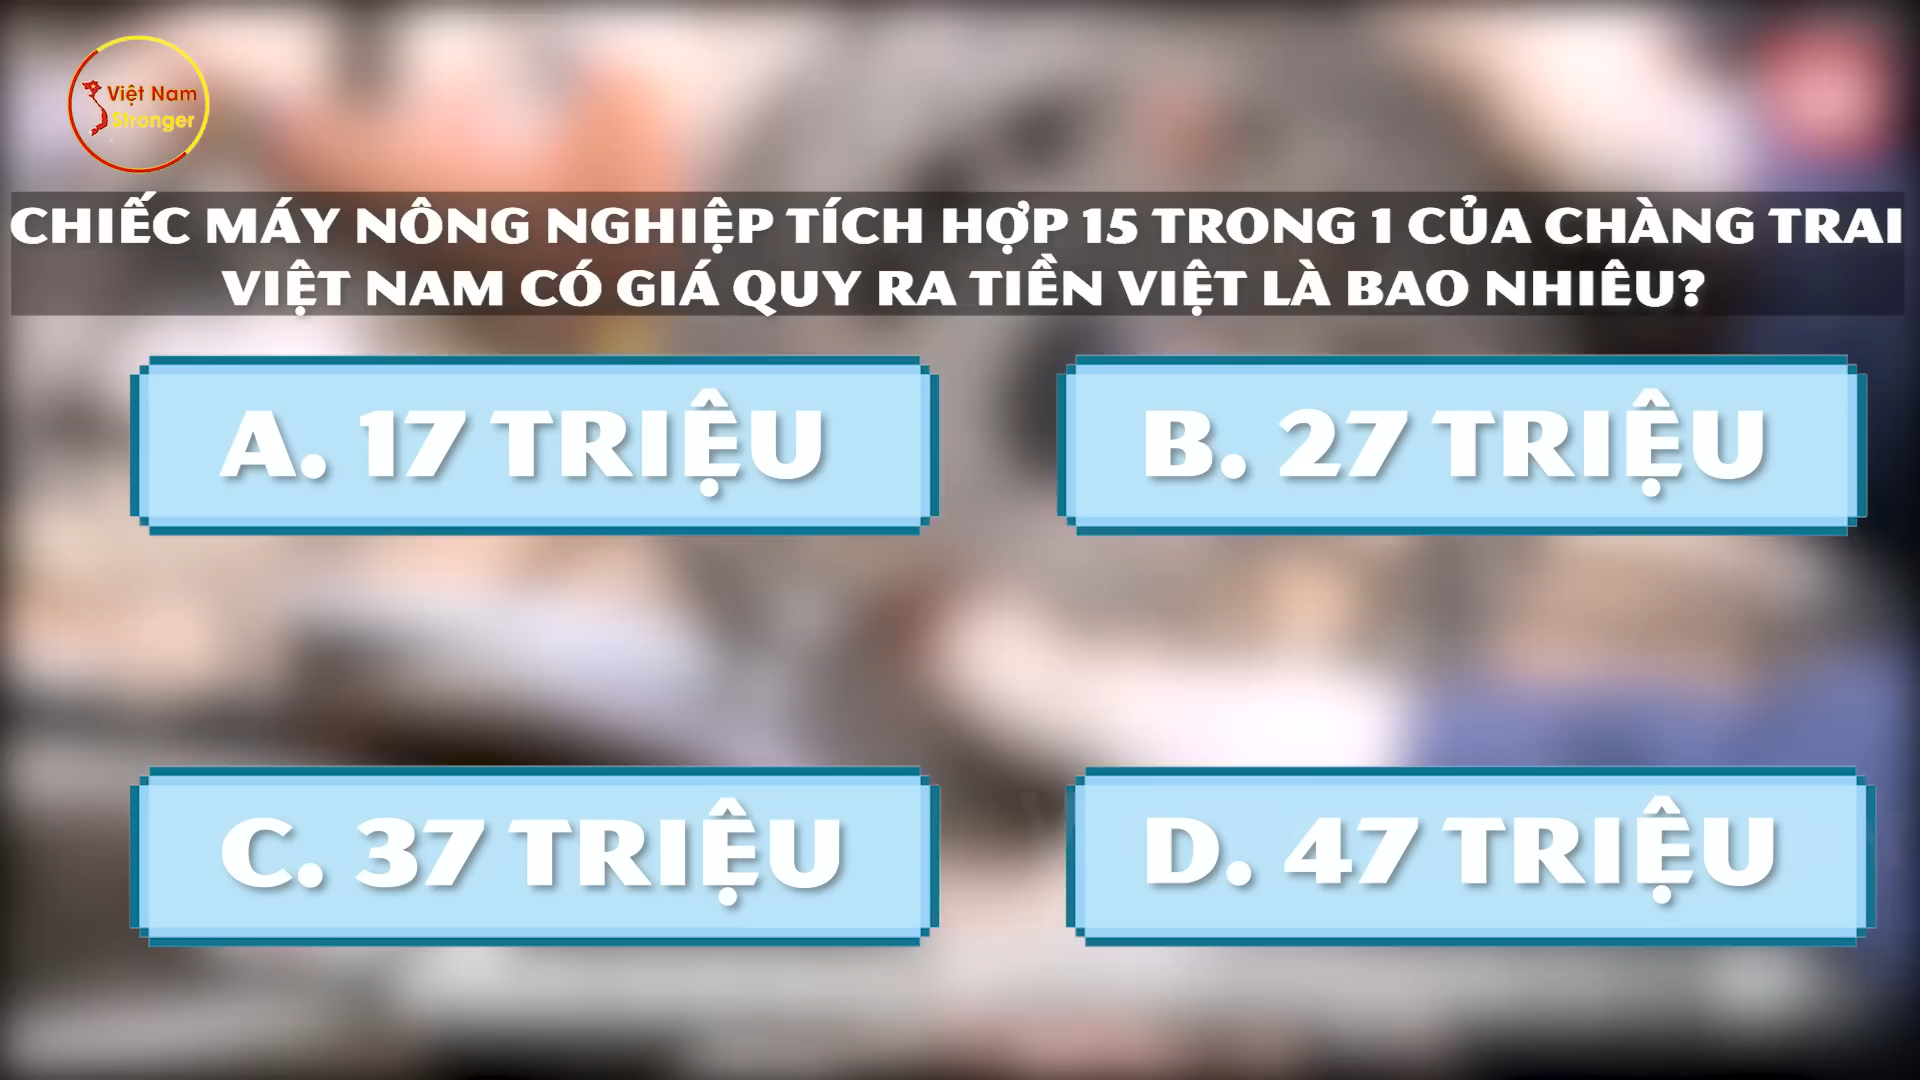 Việt Nam
Stronger
CHIẾC MÁY NÔNG NGHIỆP TÍCH HỢP 15 TRONG 1 CỦA CHÀNG TRAI
VIỆT NAM CÓ GIÁ QUY RA TIỀN VIỆT LÀ BAO NHIÊU?
A. 17 TRIỆU
B. 27 TRIỆU
C. 37 TRIỆU
D. 47 TRIỆU